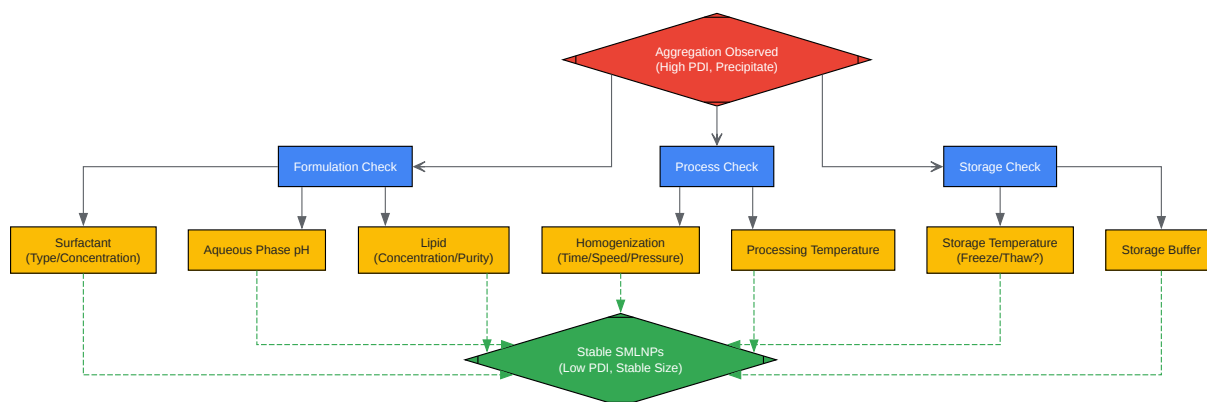 Aggregation Observed
(High PDI, Precipitate)
Formulation Check
Process Check
Storage Check
Surfactant
(Type/Concentration)
Aqueous Phase pH
Lipid
(Concentration/Purity)
Homogenization
(Time/Speed/Pressure)
Processing Temperature
Storage Temperature
(Freeze/Thaw?)
Storage Buffer
Stable SMLNPs
(Low PDI, Stable Size)